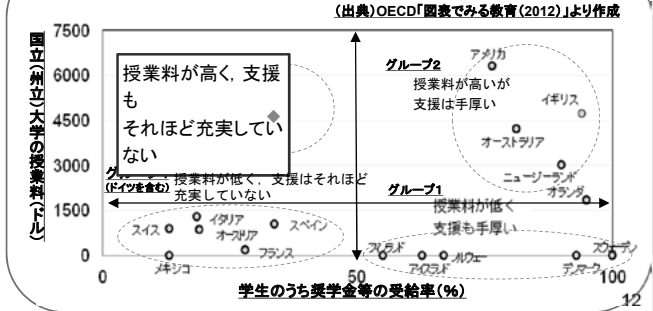 (出典)OECD「図表でみる教育(2012)」より作成
国立(州立)大学の授業料(ドル)
7500
6000
4500
3000
1500
0
授業料が高く, 支援
も
それほど充実してい
ない
グループ2
授業料が高いが
支援は手厚い
アメリカ
イギリス
オーストラリア
ニュージーランド
オランダ
(ドイツを含む)
授業料が低く, 支援はそれほど
充実していない
グループ1
授業料が低く
支援も手厚い
スイス
イタリア
オーストリア
スペイン
フランス
メキシコ
フィンランド
アイスランド
ノルウェー
デンマーク
スウェーデン
0
50
100
学生のうち奨学金等の受給率(%)
12